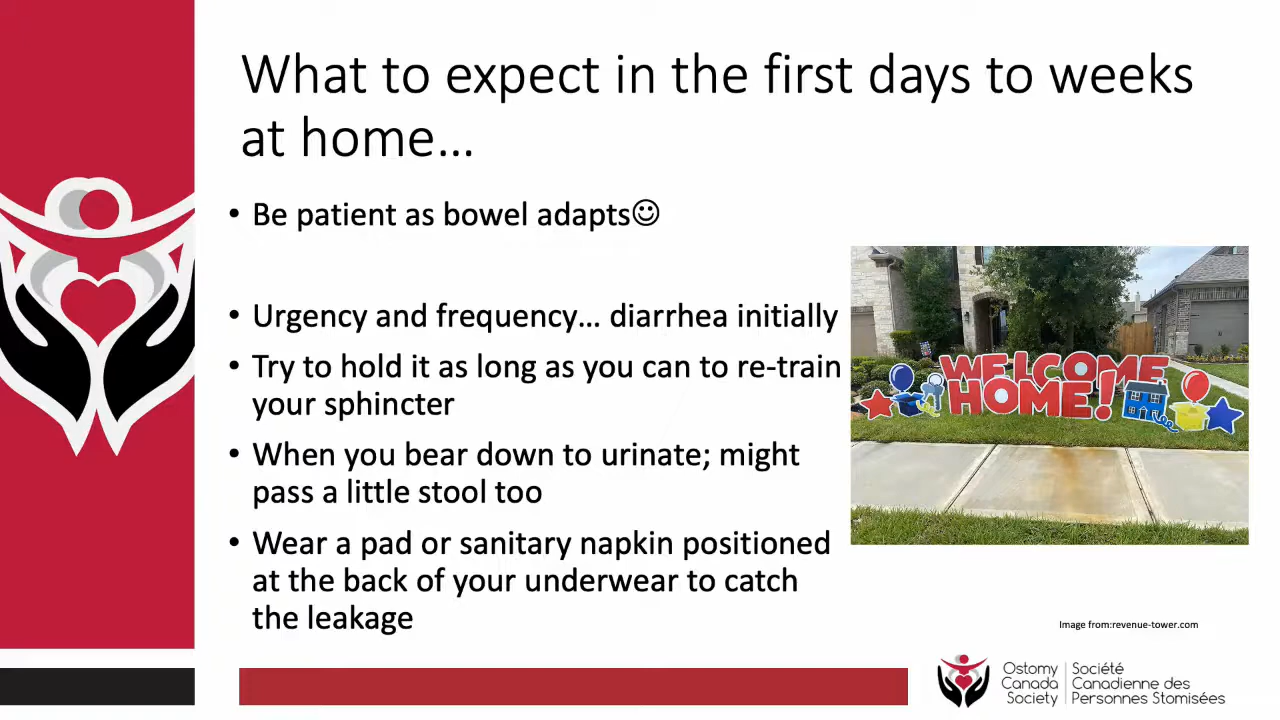 What to expect in the first days to weeks
at home…
• Be patient as bowel adapts☺
• Urgency and frequency… diarrhea initially
• Try to hold it as long as you can to re-train
your sphincter
• When you bear down to urinate; might
pass a little stool too
• Wear a pad or sanitary napkin positioned
at the back of your underwear to catch
the leakage
WELCOME
HOME!
Image from:revenue-tower.com
Ostomy
Canada
Society
Société
Canadienne des
Personnes Stomisées